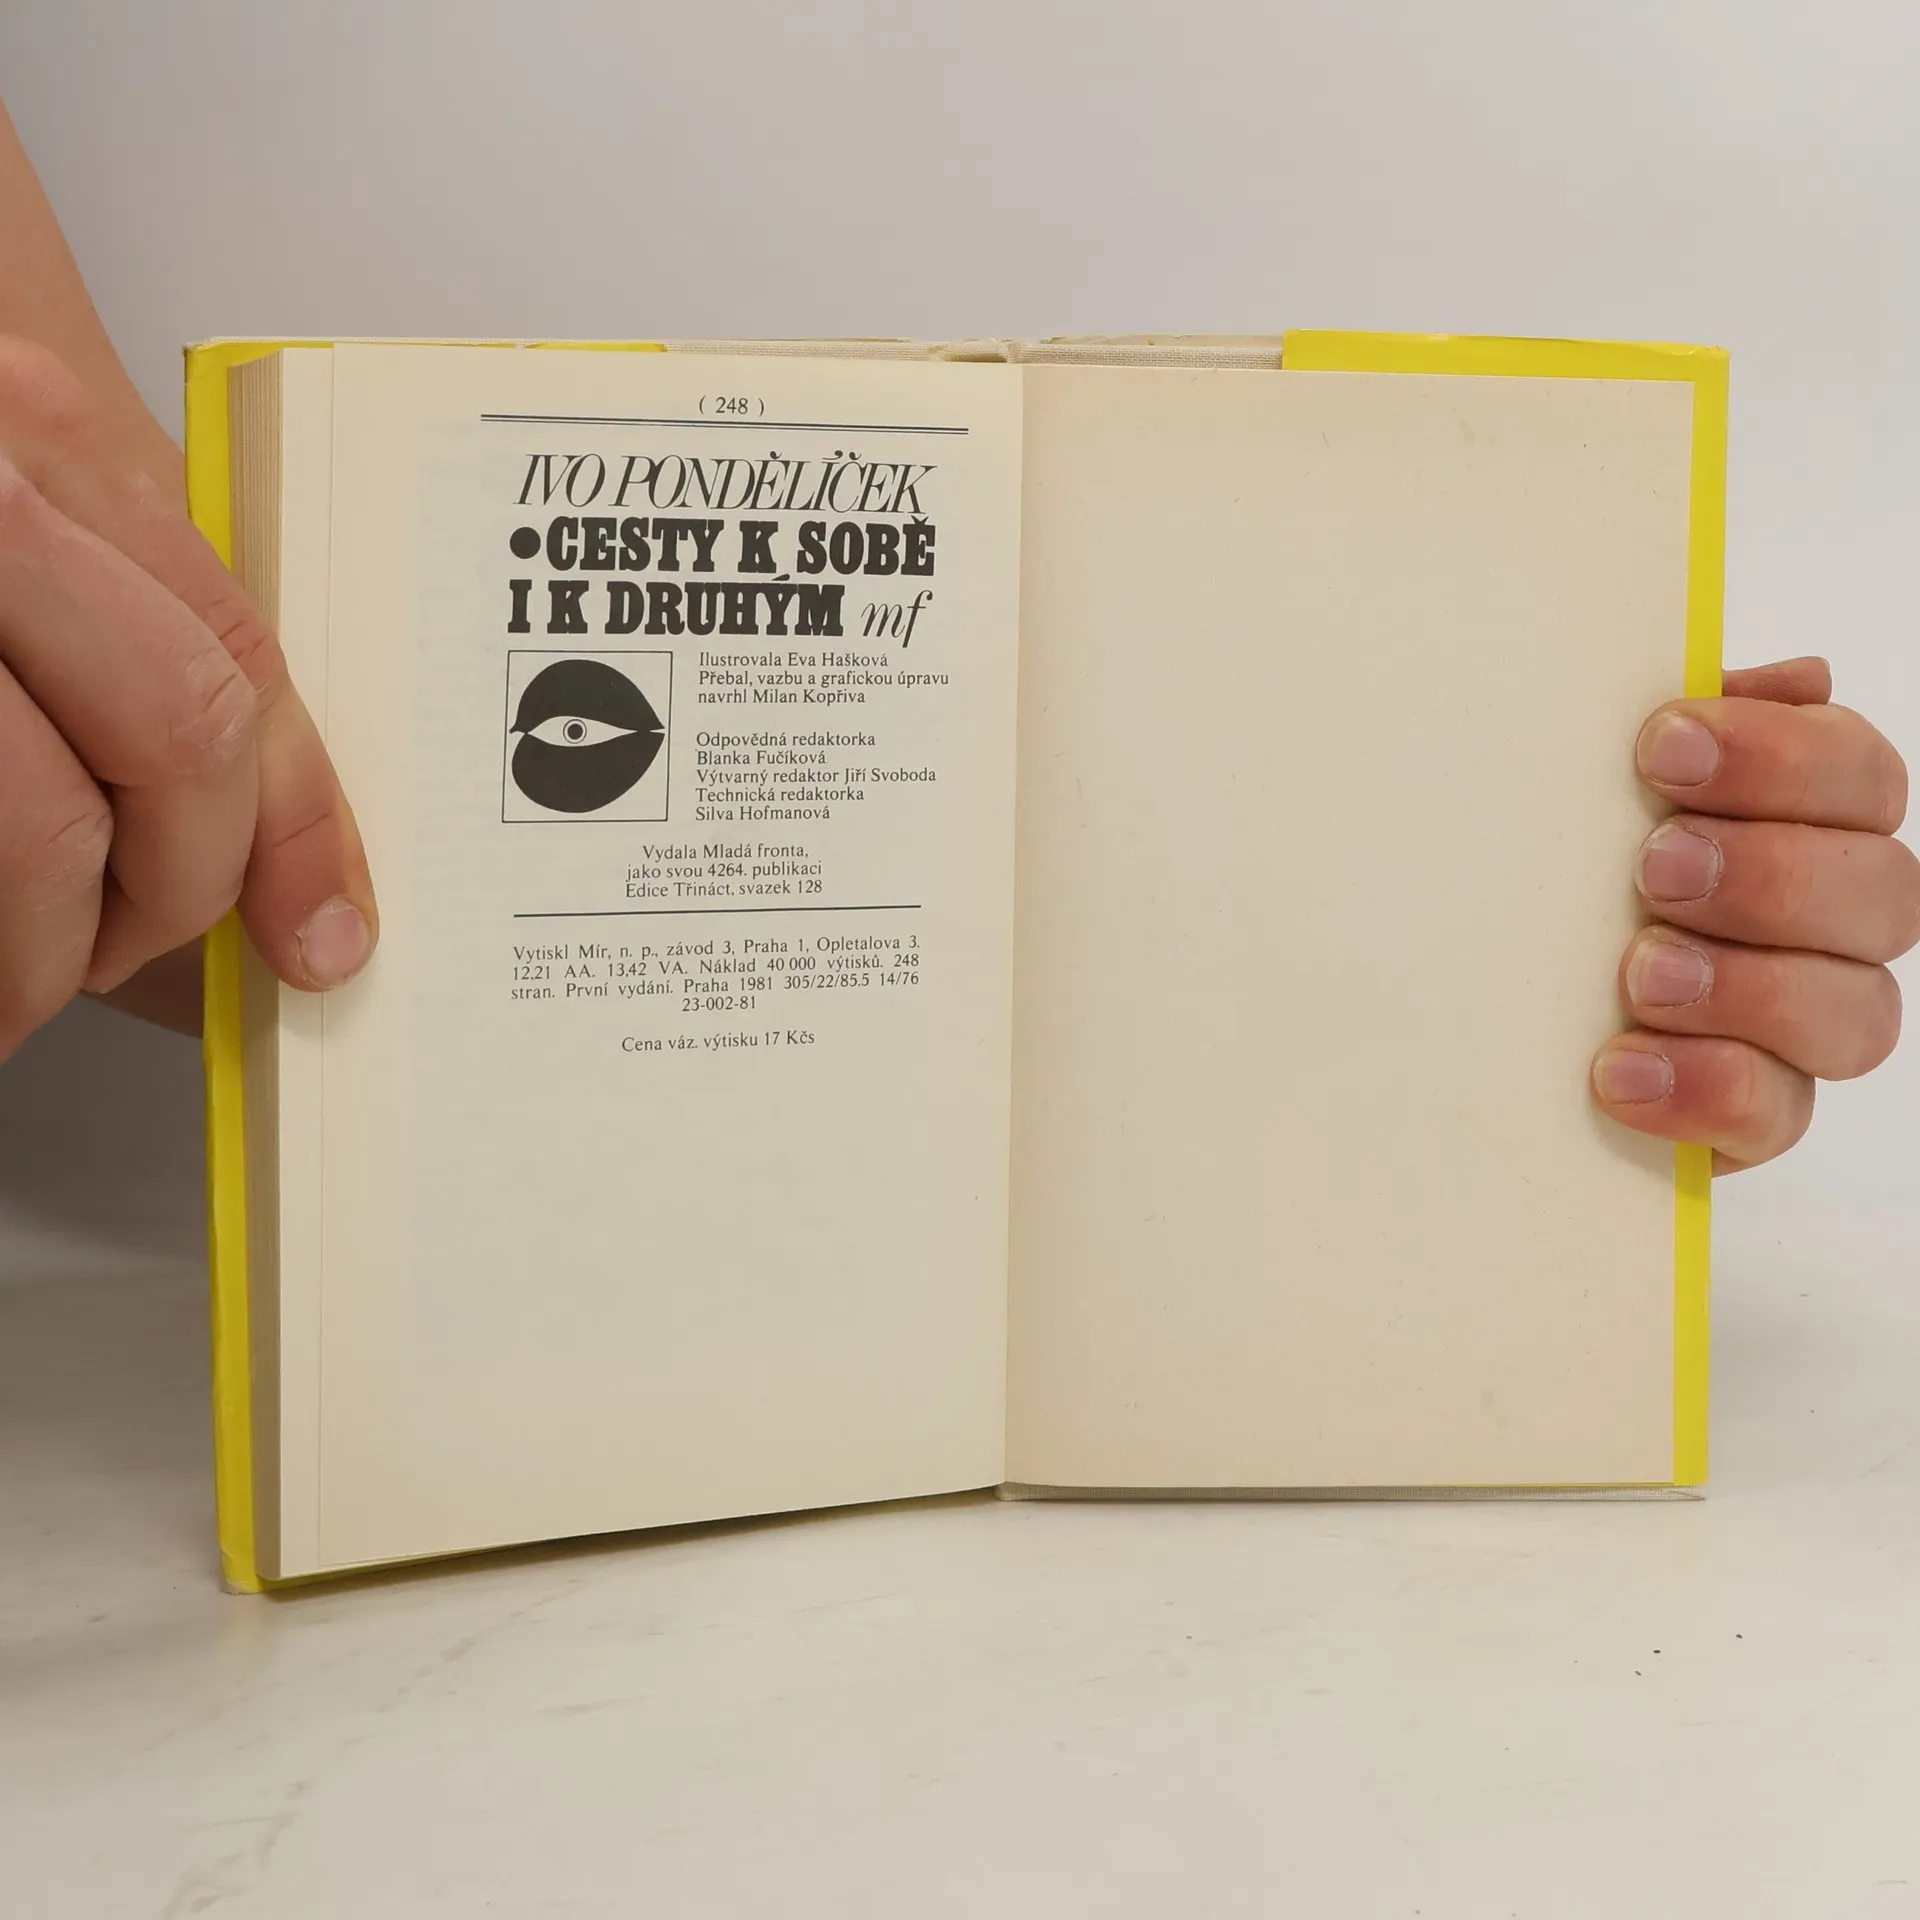 ( 248 )
IVO PONDĚLÍČEK
●CESTY K SOBĚ
I K DRUHÝM mf
Ilustrovala Eva Hašková
Přebal, vazbu a grafickou úpravu
navrhl Milan Kopřiva
Odpovědná redaktorka
Blanka Fučíková
Výtvarný redaktor Jiří Svoboda
Technická redaktorka
Silva Hofmanová
Vydala Mladá fronta,
jako svou 4264. publikaci
Edice Třináct, svazek 128
Vytiskl Mír, n. p., závod 3, Praha 1, Opletalova 3.
12,21 AA. 13,42 VA. Náklad 40 000 výtisků. 248
stran. První vydání. Praha 1981 305/22/85.5 14/76
23-002-81
Cena váz. výtisku 17 Kčs